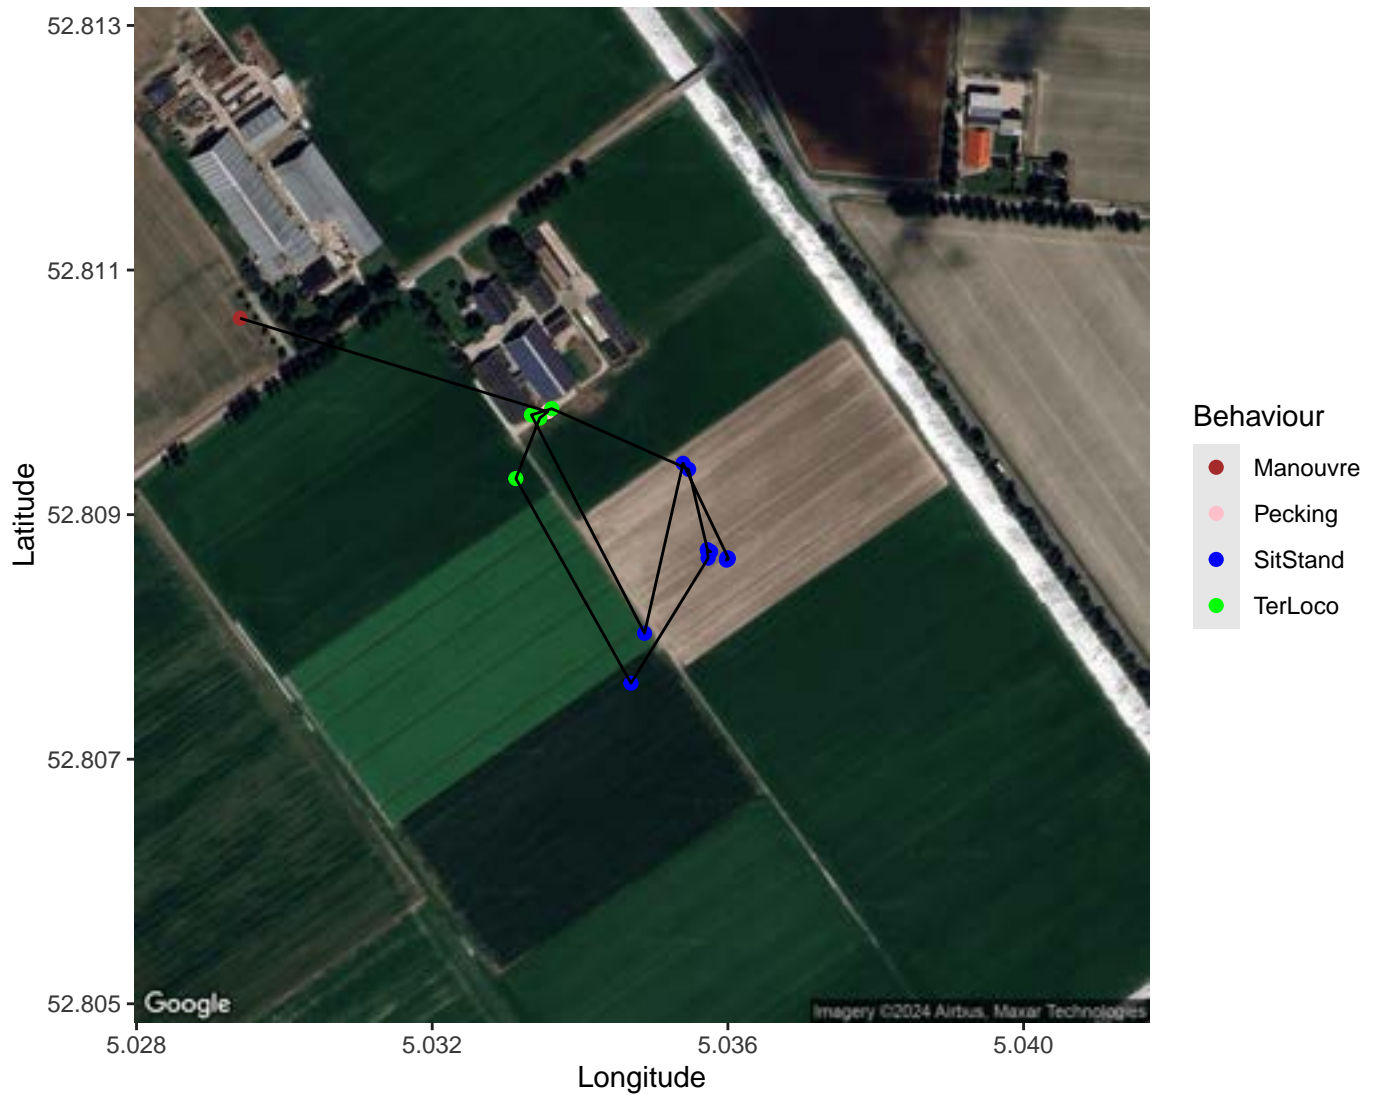 52.813
52.811
52.809
52.807
52.805
Latitude
5.028
5.032
5.036
5.040
Longitude
Google
Imagery ©2024 Airbus, Maxar Technologies
Behaviour
Manouvre
Pecking
SitStand
TerLoco